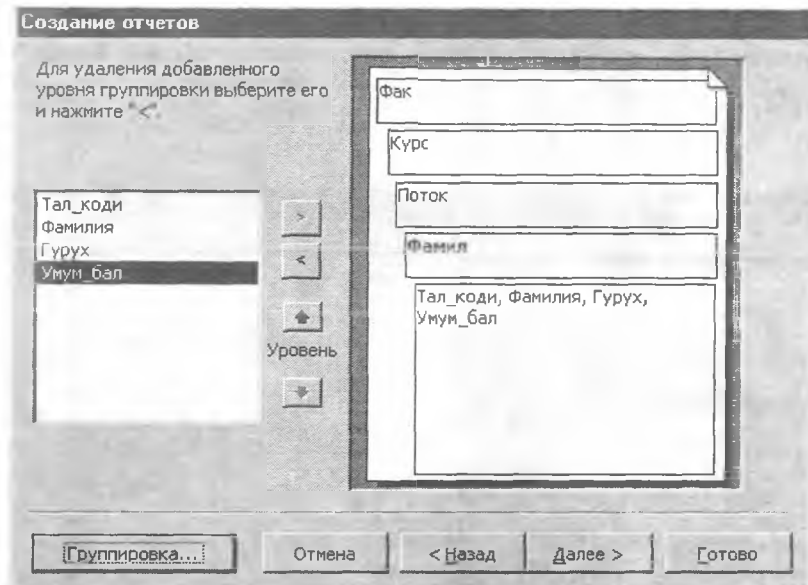 Создание отчетов
Для удаления добавленного
уровня группировки выберите его
и нажмите "<".
Тал_коди
Фамилия
Гурух
Умум_бал
>
<
Уровень
Фак
Курс
Поток
Фамил
Тал_коди, Фамилия, Гурух,
Умум_бал
Группировка...
Отмена
< Назад
Далее >
Готово